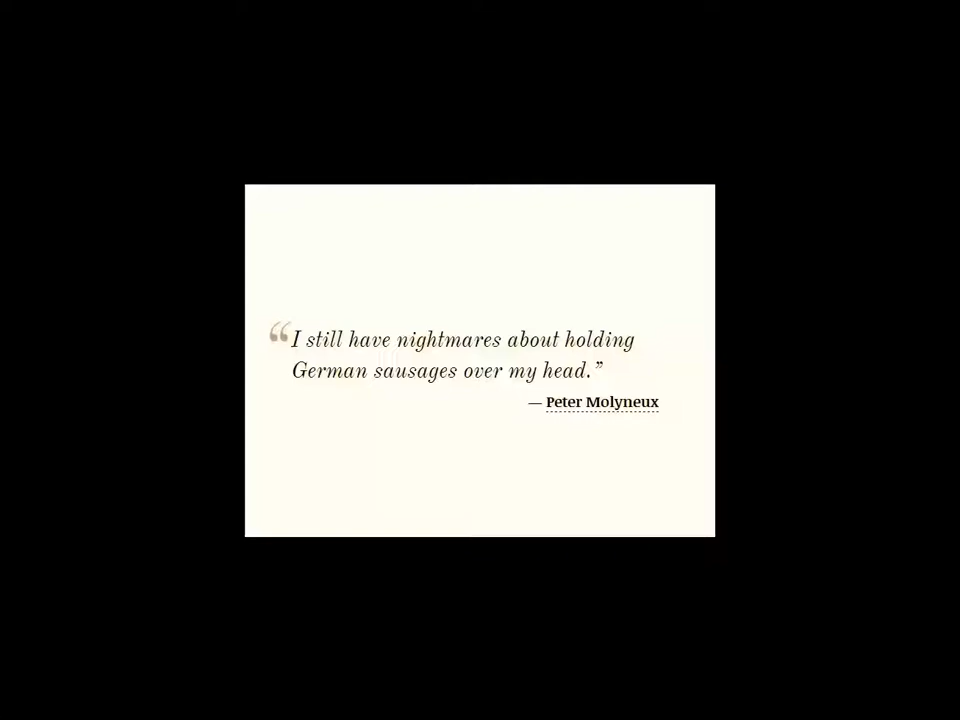 “I still have nightmares about holding
German sausages over my head.”
— Peter Molyneux